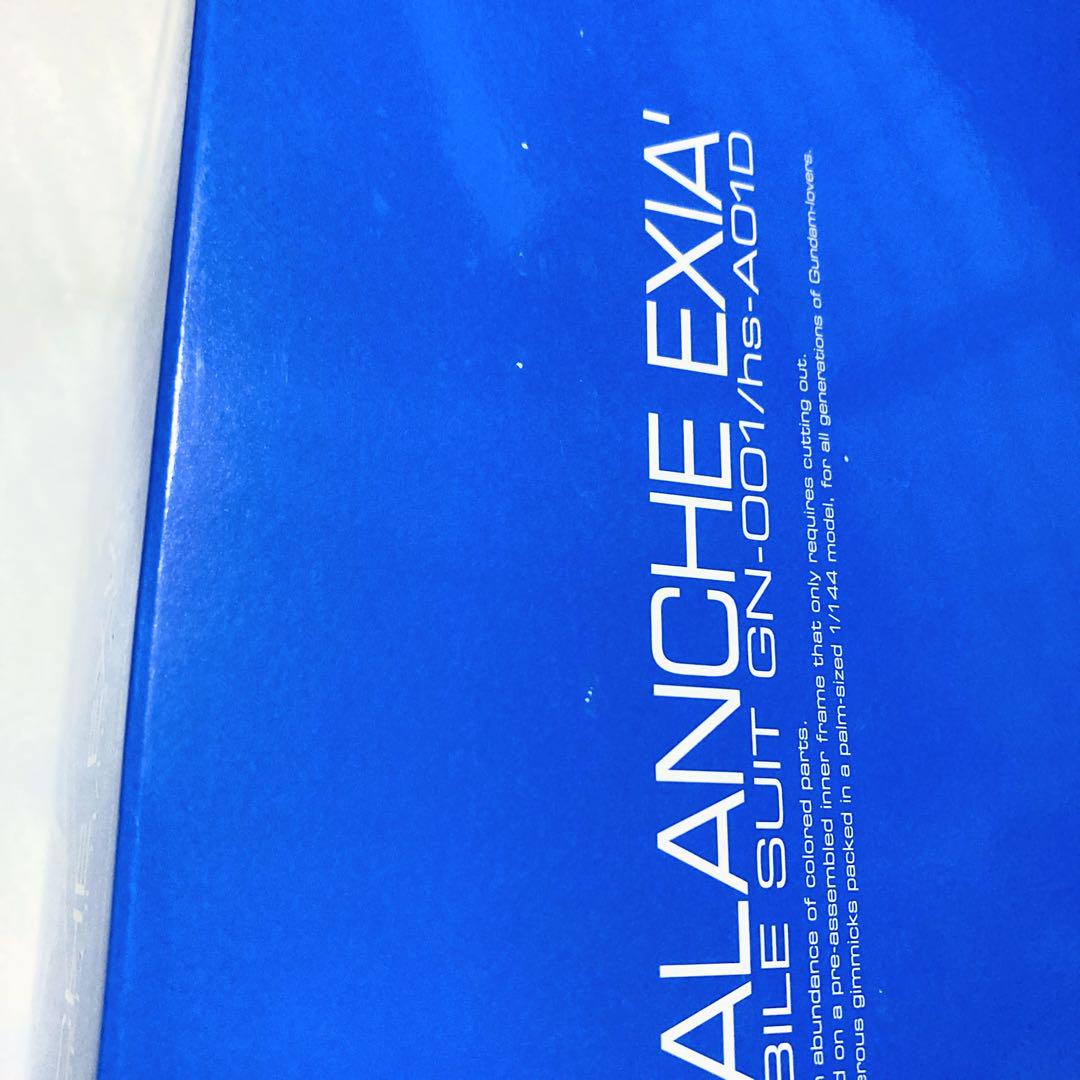 ALANCHE EXIA'
BILE SUIT GN-001/hs-A01D
abundance of colored parts.
d on a pre-assembled inner frame that only requires cutting out.
erous gimmicks packed in a palm-sized 1/144 model, for all generations of Gundam-lovers.